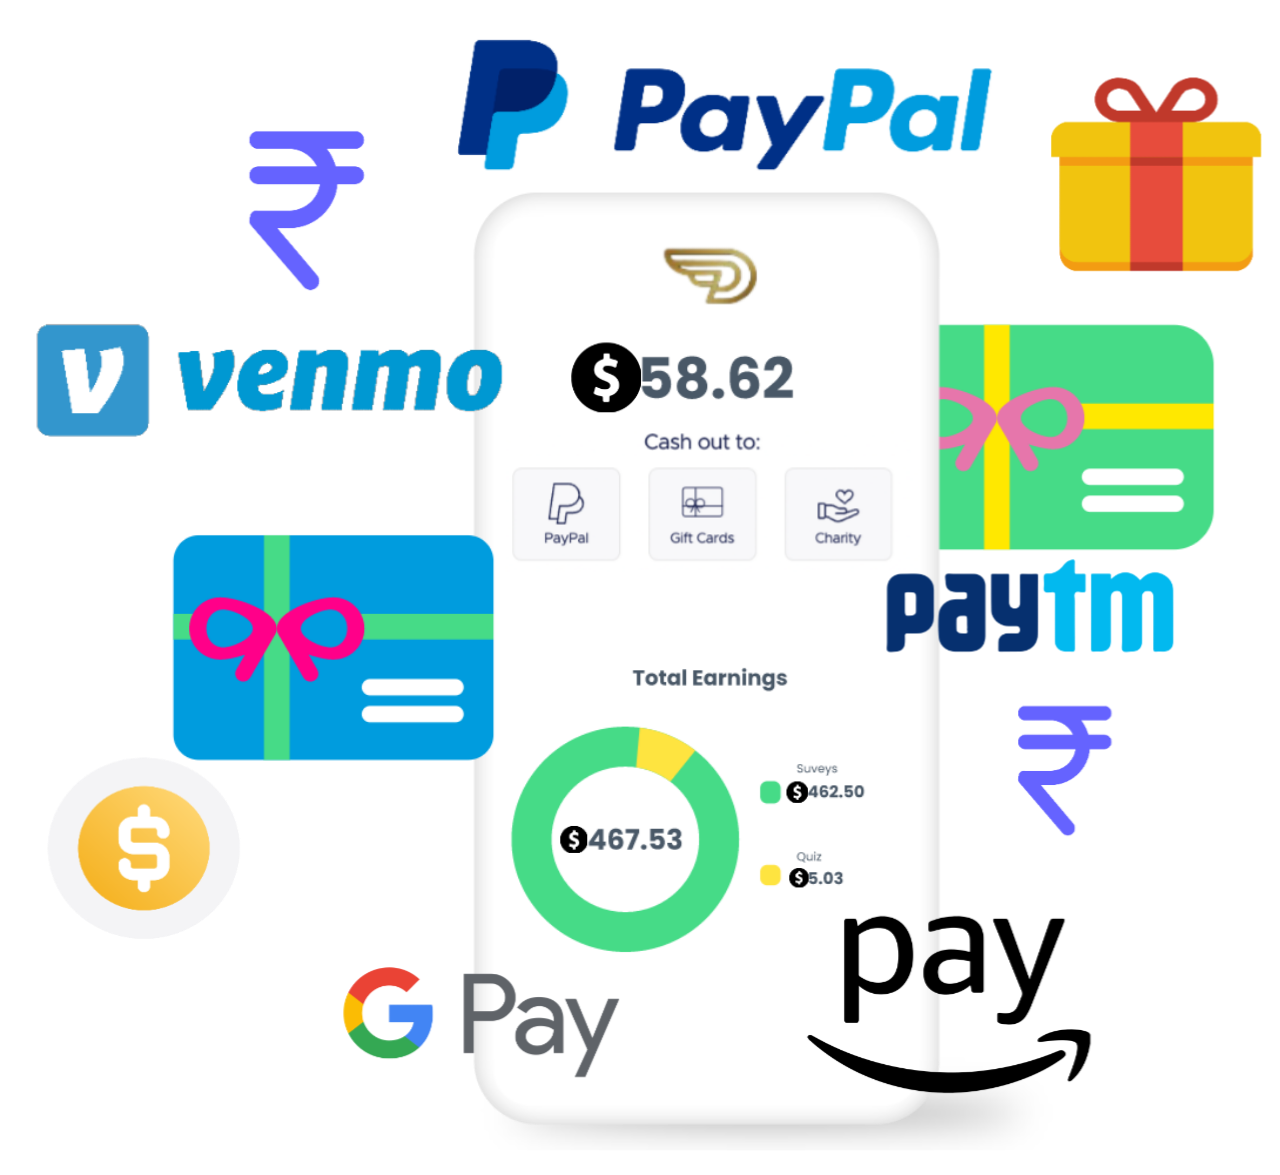 PayPal
₹
venmo
$58.62
Cash out to:
PayPal
Gift Cards
Charity
paytm
Total Earnings
₹
Suveys
$462.50
$467.53
Quiz
$5.03
$
pay
G Pay